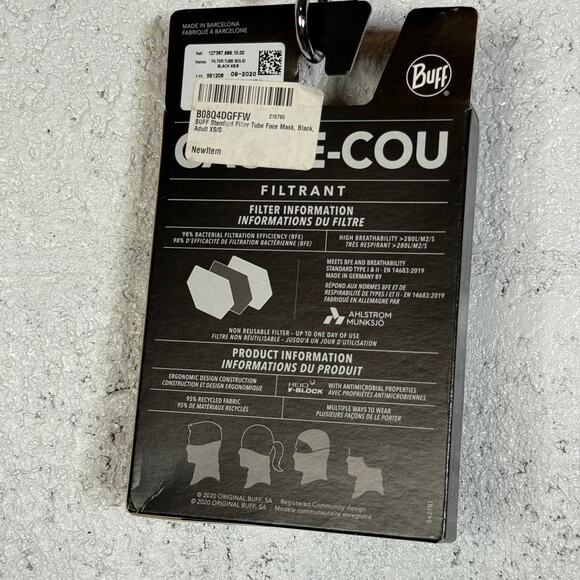 MADE IN BARCELONA
FABRIQUÉ À BARCELONE
Ref: 127367.999.10.00
Name: FILTER TUBE SOLID
BLACK XS/S
Lot: 561206 09-2020
BUFF
B08Q4DGFFW 215780
BUFF Standard Filter Tube Face Mask, Black,
Adult XS/S
NewItem
-COU
FILTRANT
FILTER INFORMATION
INFORMATIONS DU FILTRE
98% BACTERIAL FILTRATION EFFICIENCY (BFE)
98% D'EFFICACITÉ DE FILTRATION BACTÉRIENNE (BFE)
HIGH BREATHABILITY >280L/M2/S
TRÈS RESPIRANT >280L/M2/S
MEETS BFE AND BREATHABILITY
STANDARD TYPE I & II - EN 14683:2019
MADE IN GERMANY BY
RÉPOND AUX NORMES BFE ET DE
RESPIRABILITÉ DE TYPES I ET II - EN 14683:2019
FABRIQUÉ EN ALLEMAGNE PAR
AHLSTROM
MUNKSJÖ
NON REUSABLE FILTER - UP TO ONE DAY OF USE
FILTRE NON RÉUTILISABLE - JUSQU'À UN JOUR D'UTILISATION
PRODUCT INFORMATION
INFORMATIONS DU PRODUIT
ERGONOMIC DESIGN CONSTRUCTION
CONSTRUCTION ET DESIGN ERGONOMIQUE
HEIQ
V-BLOCK
WITH ANTIMICROBIAL PROPERTIES
AVEC PROPRIÉTÉS ANTIMICROBIENNES
95% RECYCLED FABRIC
95% DE MATÉRIAUX RECYCLÉS
MULTIPLE WAYS TO WEAR
PLUSIEURS FAÇONS DE LE PORTER
© 2020 ORIGINAL BUFF, SA Registered Community design
© 2020 ORIGINAL BUFF, SA Modèle communautaire enregistré
542781